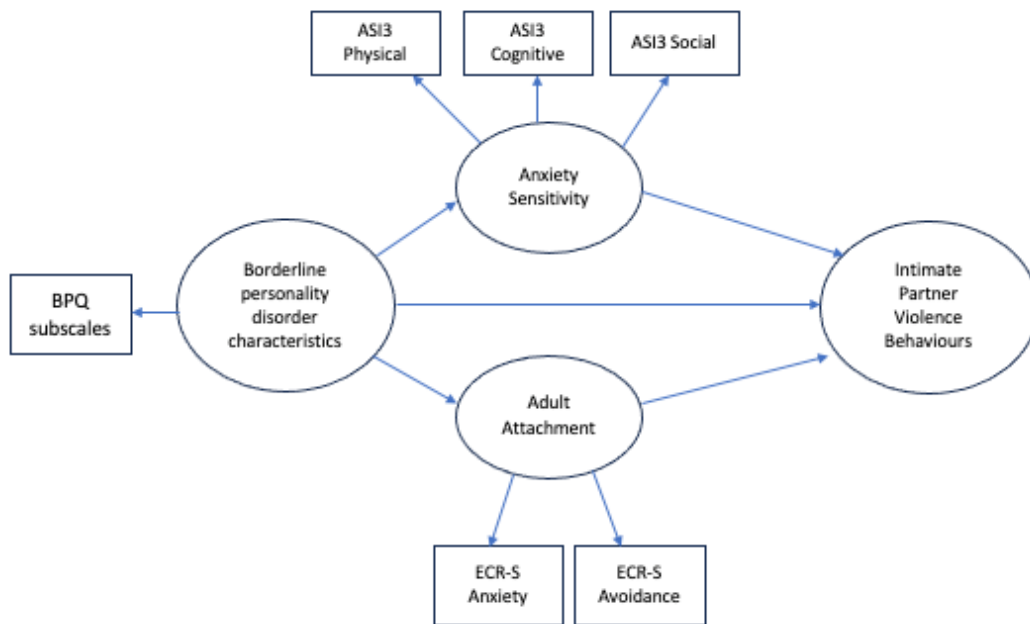 ASI3
Physical
ASI3
Cognitive
ASI3 Social
Anxiety
Sensitivity
BPQ
subscales
Borderline
personality
disorder
characteristics
Intimate
Partner
Violence
Behaviours
Adult
Attachment
ECR-S
Anxiety
ECR-S
Avoidance